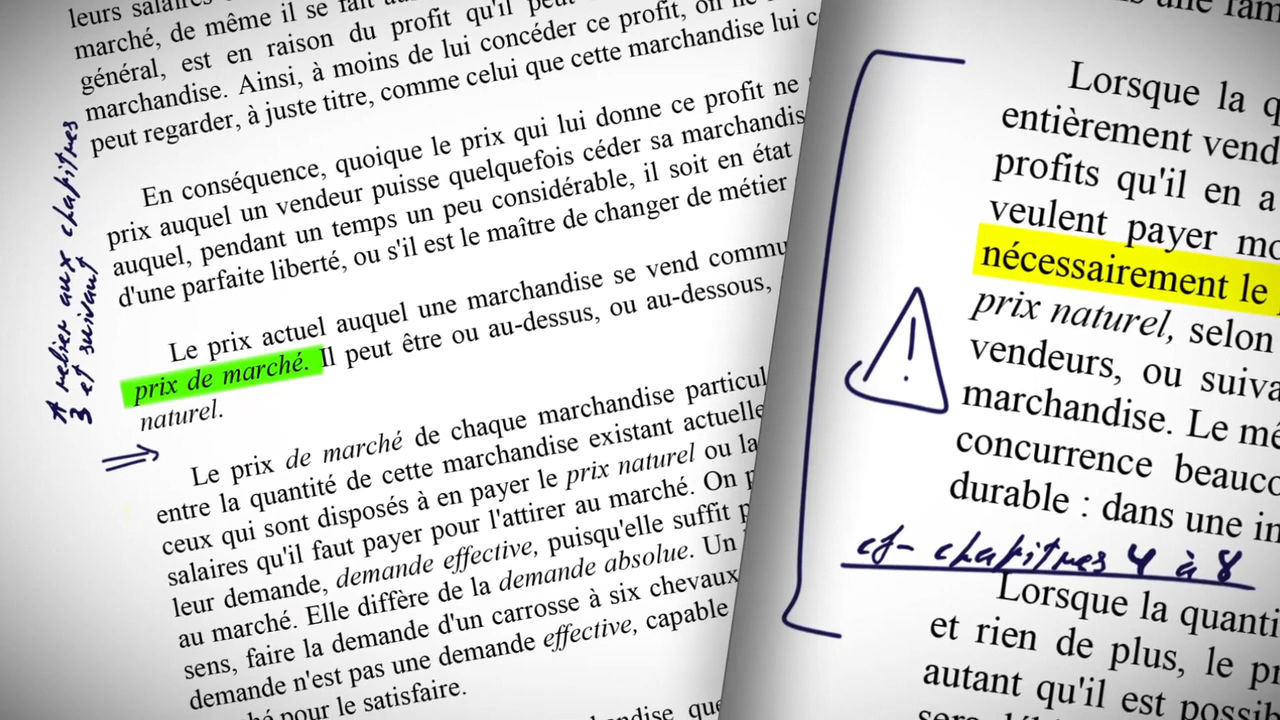 leurs salaires
marché, de même il se fait
général, est en raison du profit qu'il peut
marchandise. Ainsi, à moins de lui concéder ce profit, on ne
peut regarder, à juste titre, comme celui que cette marchandise lui
En conséquence, quoique le prix qui lui donne ce profit ne
prix auquel un vendeur puisse quelquefois céder sa marchandis
auquel, pendant un temps un peu considérable, il soit en état
d'une parfaite liberté, ou s'il est le maître de changer de métier
Le prix actuel auquel une marchandise se vend commu
prix de marché. Il peut être ou au-dessus, ou au-dessous,
naturel.
Le prix de marché de chaque marchandise particul
entre la quantité de cette marchandise existant actuelle
ceux qui sont disposés à en payer le prix naturel ou la
salaires qu'il faut payer pour l'attirer au marché. On p
leur demande, demande effective, puisqu'elle suffit p
au marché. Elle diffère de la demande absolue. Un
sens, faire la demande d'un carrosse à six chevaux
demande n'est pas une demande effective, capable
pour le satisfaire.
que
à relier aux chapitres
3 et suivant
une fam
Lorsque la q
entièrement vend
profits qu'il en a
veulent payer mo
nécessairement le
prix naturel, selon
vendeurs, ou suiva
marchandise. Le mé
concurrence beauco
durable : dans une in
cf - chapitres 4 à 8
Lorsque la quanti
et rien de plus, le pr
autant qu'il est possib
!